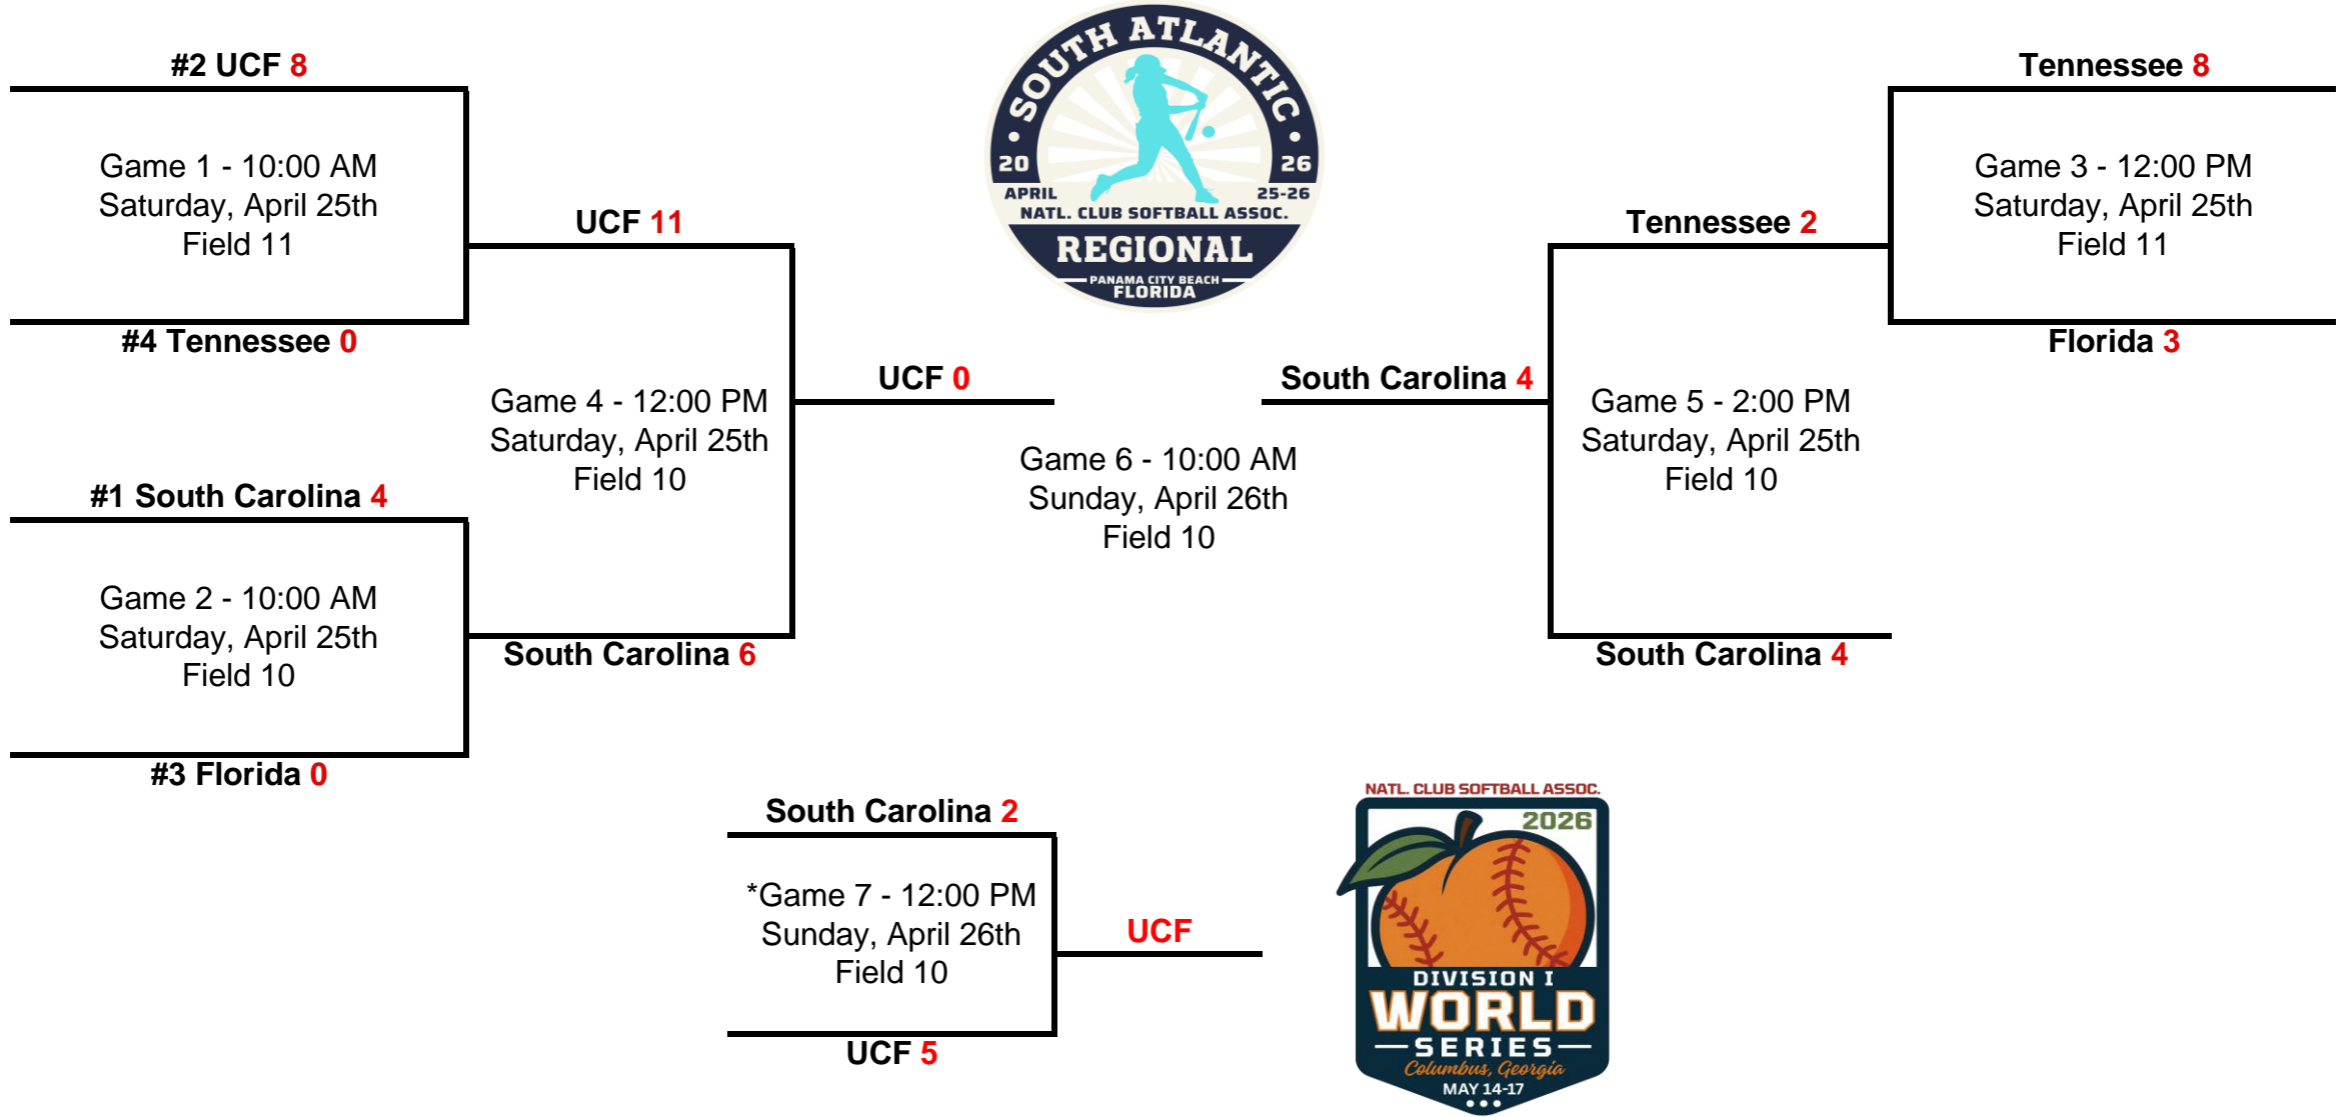 #2 UCF 8
Game 1 - 10:00 AM
Saturday, April 25th
Field 11
#4 Tennessee 0
UCF 11
Game 4 - 12:00 PM
Saturday, April 25th
Field 10
South Carolina 6
#1 South Carolina 4
Game 2 - 10:00 AM
Saturday, April 25th
Field 10
#3 Florida 0
UCF 0
SOUTH ATLANTIC
20 26
APRIL 25-26
NATL. CLUB SOFTBALL ASSOC.
REGIONAL
PANAMA CITY BEACH
FLORIDA
Game 6 - 10:00 AM
Sunday, April 26th
Field 10
South Carolina 4
Tennessee 2
Game 5 - 2:00 PM
Saturday, April 25th
Field 10
South Carolina 4
Tennessee 8
Game 3 - 12:00 PM
Saturday, April 25th
Field 11
Florida 3
South Carolina 2
*Game 7 - 12:00 PM
Sunday, April 26th
Field 10
UCF 5
UCF
NATL. CLUB SOFTBALL ASSOC.
2026
DIVISION I
WORLD
SERIES
Columbus, Georgia
MAY 14-17